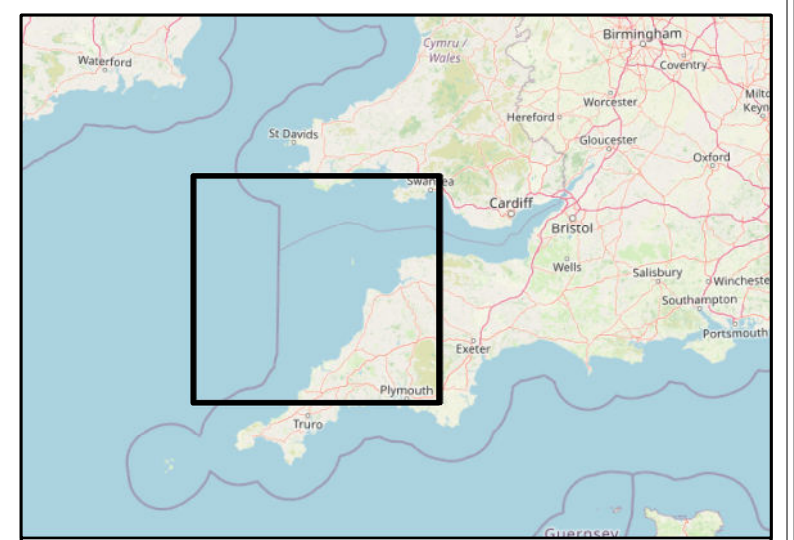 Birmingham
Cymru /
Wales
Waterford
Coventry
Milto
Keyn
Worcester
Hereford
St Davids
Gloucester
Oxford
Swansea
Cardiff
Bristol
Wells
Salisbury
Wincheste
Southampton
Portsmouth
Exeter
Plymouth
Truro
Guernsey